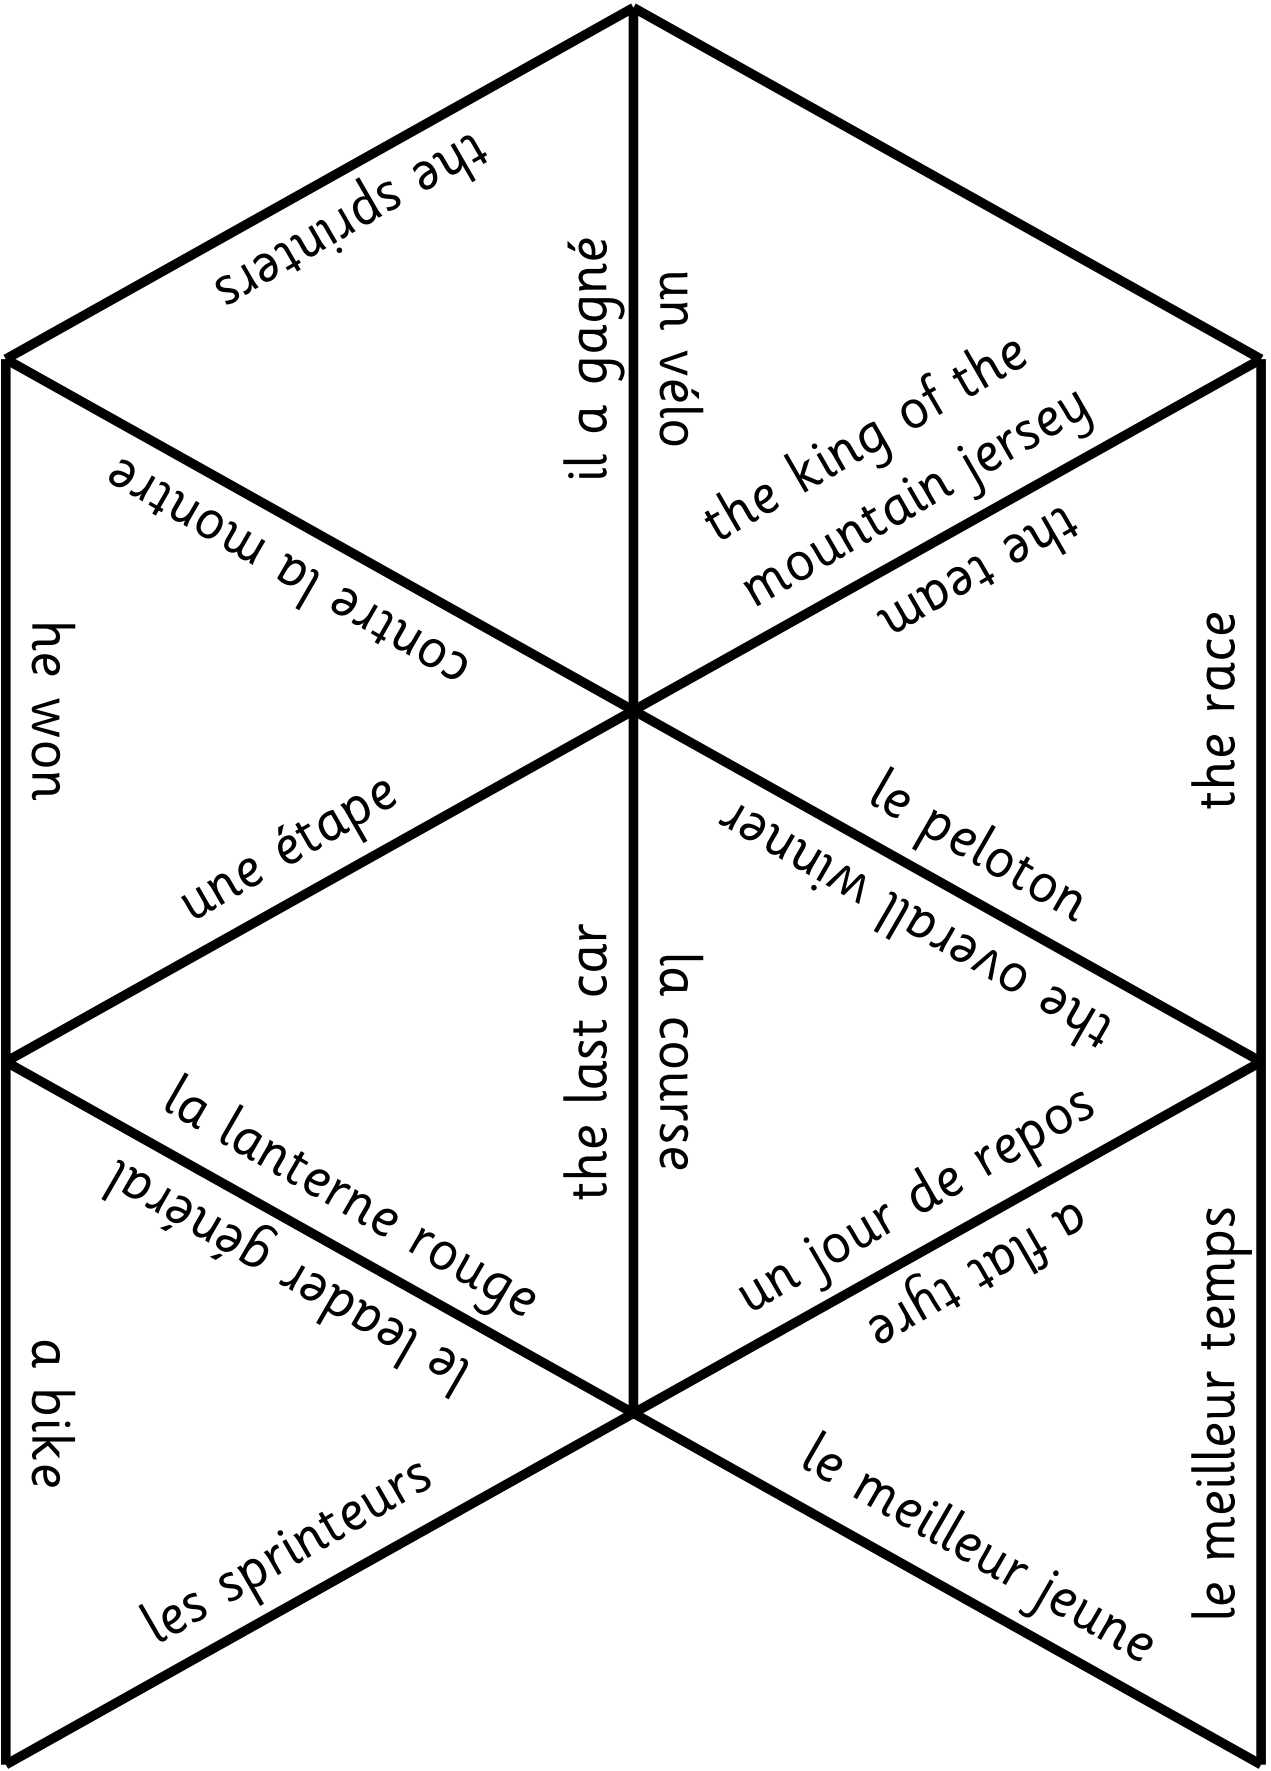 the sprinters
il a gagné
un vélo
the king of the
mountain jersey
contre la montre
the team
he won
the race
une étape
le peloton
the overall winner
the last car
la course
la lanterne rouge
un jour de repos
le leader général
a flat tyre
a bike
le meilleur temps
les sprinteurs
le meilleur jeune